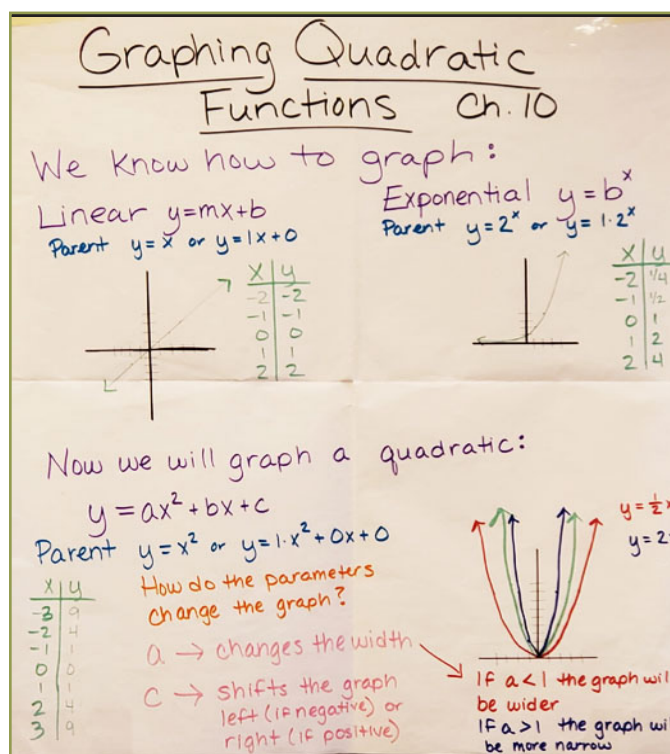 Graphing Quadratic
Functions Ch. 10
We know how to graph:
Linear y=mx+b
Parent y=x or y=1x+0
x y
-2 -2
-1 -1
0 0
1 1
2 2
Exponential y=b^x
Parent y=2^x or y=1·2^x
x y
-2 1/4
-1 1/2
0 1
1 2
2 4
Now we will graph a quadratic:
y=ax²+bx+c
Parent y=x² or y=1·x²+0x+0
x y
-3 9
-2 4
-1 1
0 0
1 1
2 4
3 9
How do the parameters
change the graph?
a → changes the width
c → shifts the graph
left (if negative) or
right (if positive)
y=½x
y=2
If a<1 the graph will
be wider
If a>1 the graph wil
be more narrow